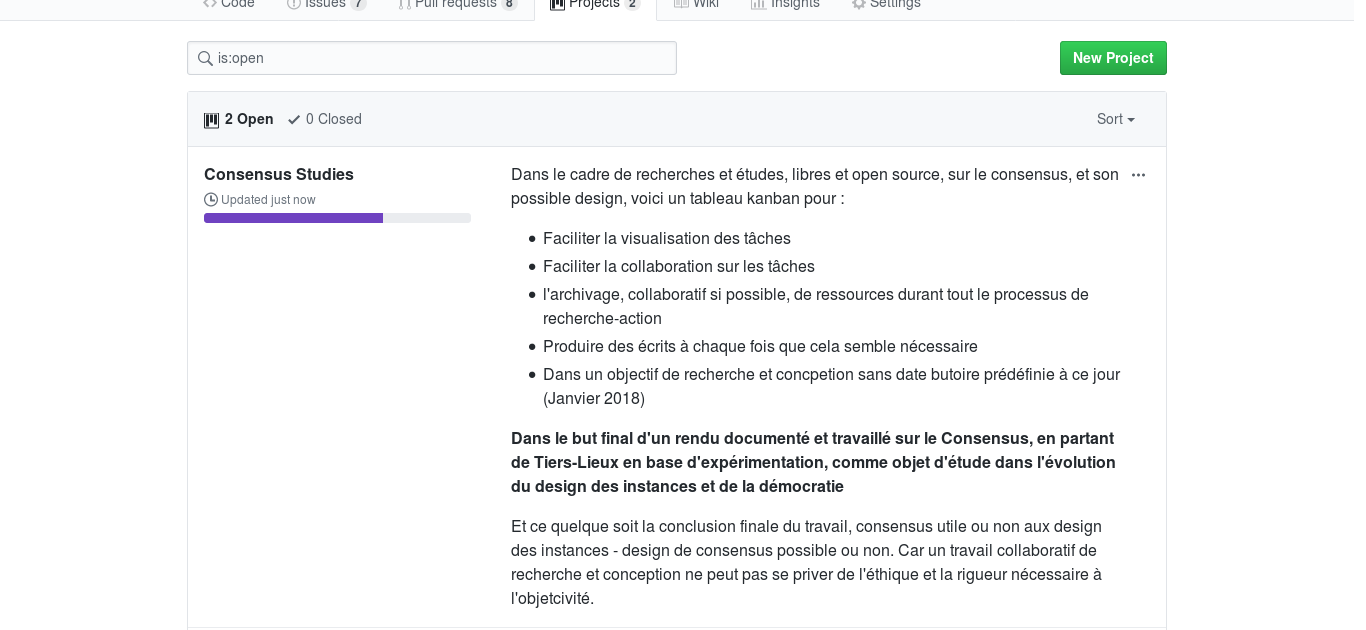 Code Issues 7 Pull requests 8 Projects 2 Wiki Insights Settings
is:open
New Project
2 Open 0 Closed Sort
Consensus Studies
Updated just now
Dans le cadre de recherches et études, libres et open source, sur le consensus, et son
possible design, voici un tableau kanban pour :
Faciliter la visualisation des tâches
Faciliter la collaboration sur les tâches
l'archivage, collaboratif si possible, de ressources durant tout le processus de
recherche-action
Produire des écrits à chaque fois que cela semble nécessaire
Dans un objectif de recherche et concpetion sans date butoire prédéfinie à ce jour
(Janvier 2018)
Dans le but final d'un rendu documenté et travaillé sur le Consensus, en partant
de Tiers-Lieux en base d'expérimentation, comme objet d'étude dans l'évolution
du design des instances et de la démocratie
Et ce quelque soit la conclusion finale du travail, consensus utile ou non aux design
des instances - design de consensus possible ou non. Car un travail collaboratif de
recherche et conception ne peut pas se priver de l'éthique et la rigueur nécessaire à
l'objetcivité.